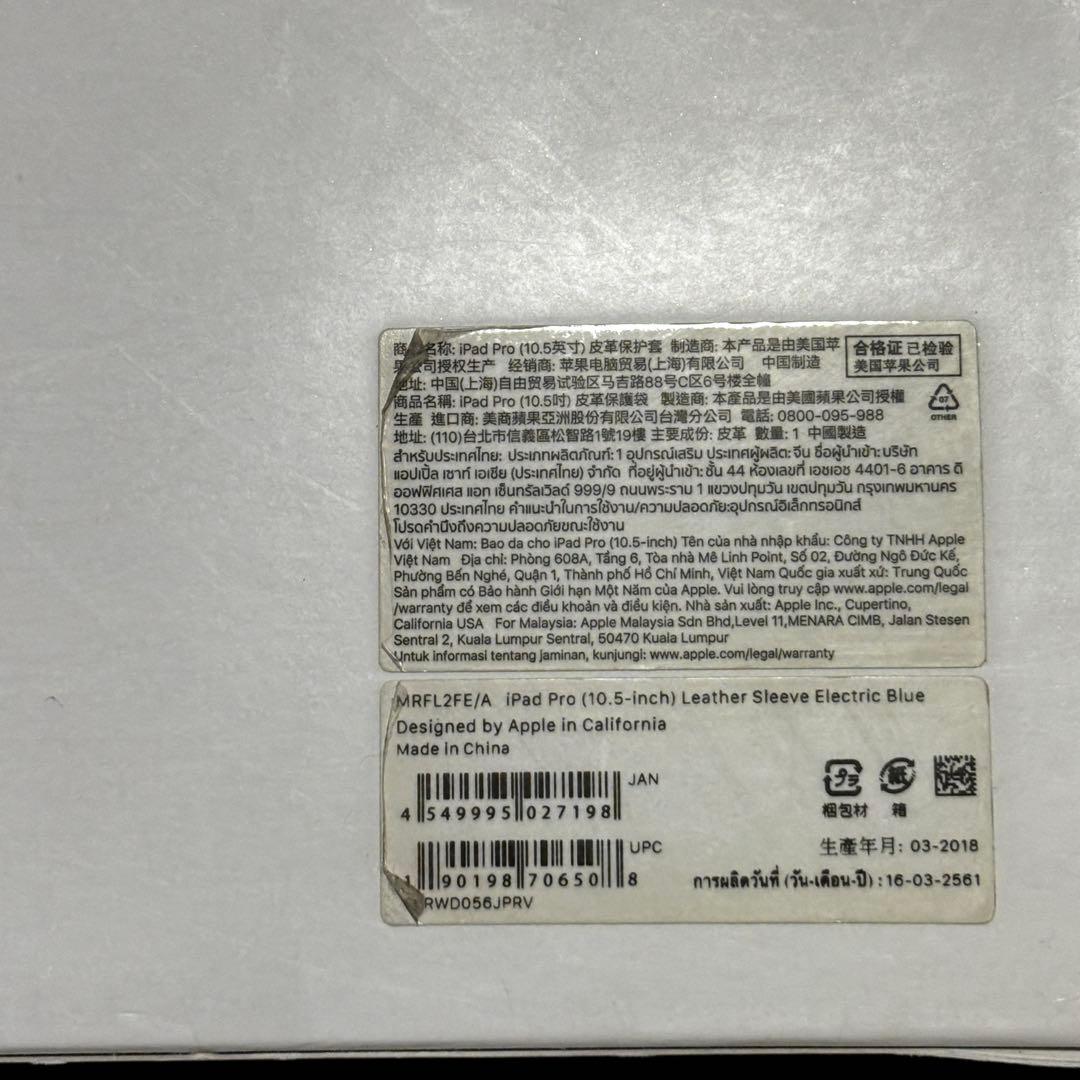 名称: iPad Pro (10.5英寸) 皮革保护套 制造商: 本产品是由美国苹
公司授权生产 经销商: 苹果电脑贸易(上海)有限公司 中国制造
地址: 中国(上海)自由贸易试验区马吉路88号C区6号楼全幢
合格证 已检验
美国苹果公司
商品名稱: iPad Pro (10.5吋) 皮革保護袋 製造商: 本產品是由美國蘋果公司授權
生產 進口商: 美商蘋果亞洲股份有限公司台灣分公司 電話: 0800-095-988
地址: (110)台北市信義區松智路1號19樓 主要成份: 皮革 數量: 1 中國製造
07
OTHER
สำหรับประเทศไทย: ประเภทผลิตภัณฑ์: 1 อุปกรณ์เสริม ประเทศผู้ผลิต: จีน ชื่อผู้นำเข้า: บริษัท
แอปเปิ้ล เซาท์ เอเชีย (ประเทศไทย) จำกัด ที่อยู่ผู้นำเข้า: ชั้น 44 ห้องเลขที่ เอชเอช 4401-6 อาคาร ดิ
ออฟฟิศเศส แอท เซ็นทรัลเวิลด์ 999/9 ถนนพระราม 1 แขวงปทุมวัน เขตปทุมวัน กรุงเทพมหานคร
10330 ประเทศไทย คำแนะนำในการใช้งาน/ความปลอดภัย:อุปกรณ์อิเล็กทรอนิกส์
โปรดคำนึงถึงความปลอดภัยขณะใช้งาน
Với Việt Nam: Bao da cho iPad Pro (10.5-inch) Tên của nhà nhập khẩu: Công ty TNHH Apple
Việt Nam Địa chỉ: Phòng 608A, Tầng 6, Tòa nhà Mê Linh Point, Số 02, Đường Ngô Đức Kế,
Phường Bến Nghé, Quận 1, Thành phố Hồ Chí Minh, Việt Nam Quốc gia xuất xứ: Trung Quốc
Sản phẩm có Bảo hành Giới hạn Một Năm của Apple. Vui lòng truy cập www.apple.com/legal
/warranty để xem các điều khoản và điều kiện. Nhà sản xuất: Apple Inc., Cupertino,
California USA For Malaysia: Apple Malaysia Sdn Bhd,Level 11,MENARA CIMB, Jalan Stesen
Sentral 2, Kuala Lumpur Sentral, 50470 Kuala Lumpur
Untuk informasi tentang jaminan, kunjungi: www.apple.com/legal/warranty
MRFL2FE/A iPad Pro (10.5-inch) Leather Sleeve Electric Blue
Designed by Apple in California
Made in China
JAN
4 549995 027198
プラ
紙
梱包材 箱
UPC
1 90198 70650 8
生產年月: 03-2018
การผลิตวันที่ (วัน-เดือน-ปี) : 16-03-2561
RWD056JPRV